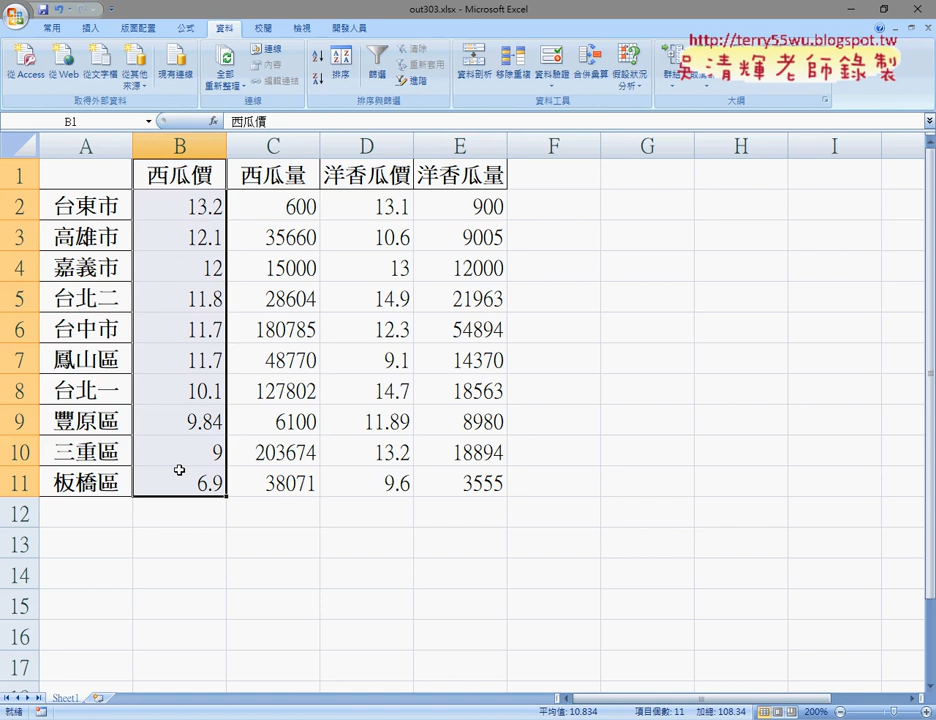 out303.xlsx - Microsoft Excel
常用 插入 版面配置 公式 資料 校閱 檢視 開發人員
從 Access 從 Web 從文字檔 從其他來源 現有連線 全部重新整理 連線 內容 編輯連結 排序 篩選 清除 重新套用 進階 資料剖析 移除重複 資料驗證 合併彙算 假設狀況分析
取得外部資料 連線 排序與篩選 資料工具 大綱
http://terry55wu.blogspot.tw
吳清輝老師錄製
B1 fx 西瓜價
A B C D E F G H I
1 西瓜價 西瓜量 洋香瓜價 洋香瓜量
2 台東市 13.2 600 13.1 900
3 高雄市 12.1 35660 10.6 9005
4 嘉義市 12 15000 13 12000
5 台北二 11.8 28604 14.9 21963
6 台中市 11.7 180785 12.3 54894
7 鳳山區 11.7 48770 9.1 14370
8 台北一 10.1 127802 14.7 18563
9 豐原區 9.84 6100 11.89 8980
10 三重區 9 203674 13.2 18894
11 板橋區 6.9 38071 9.6 3555
12
13
14
15
16
17
Sheet1
就緒 平均值: 10.834 項目個數: 11 加總: 108.34 200%